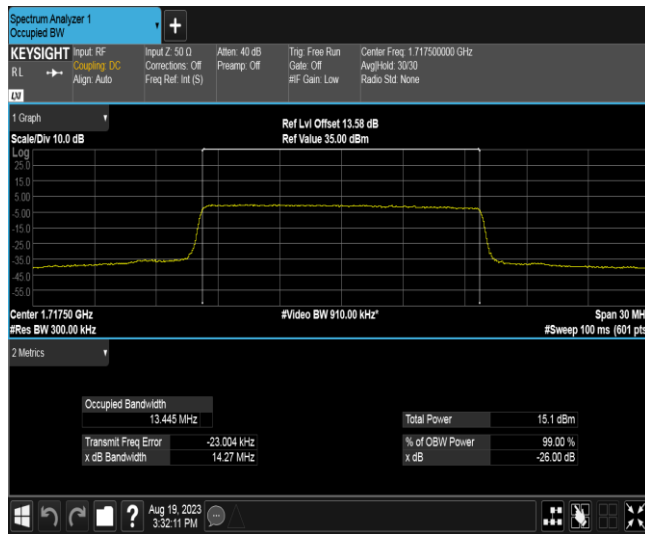 Spectrum Analyzer 1
Occupied BW
+
KEYSIGHT
RL
LXI
Input: RF
Coupling: DC
Align: Auto
Input Z: 50 Ω
Corrections: Off
Freq Ref: Int (S)
Atten: 40 dB
Preamp: Off
Trig: Free Run
Gate: Off
#IF Gain: Low
Center Freq: 1.717500000 GHz
Avg|Hold: 30/30
Radio Std: None
1 Graph
Scale/Div 10.0 dB
Ref Lvl Offset 13.58 dB
Ref Value 35.00 dBm
Log
25.0
15.0
5.00
-5.00
-15.0
-25.0
-35.0
-45.0
-55.0
Center 1.71750 GHz
#Video BW 910.00 kHz*
Span 30 MH
#Res BW 300.00 kHz
#Sweep 100 ms (601 pts
2 Metrics
Occupied Bandwidth
13.445 MHz
Total Power 15.1 dBm
Transmit Freq Error -23.004 kHz
% of OBW Power 99.00 %
x dB Bandwidth 14.27 MHz
x dB -26.00 dB
?
Aug 19, 2023
3:32:11 PM